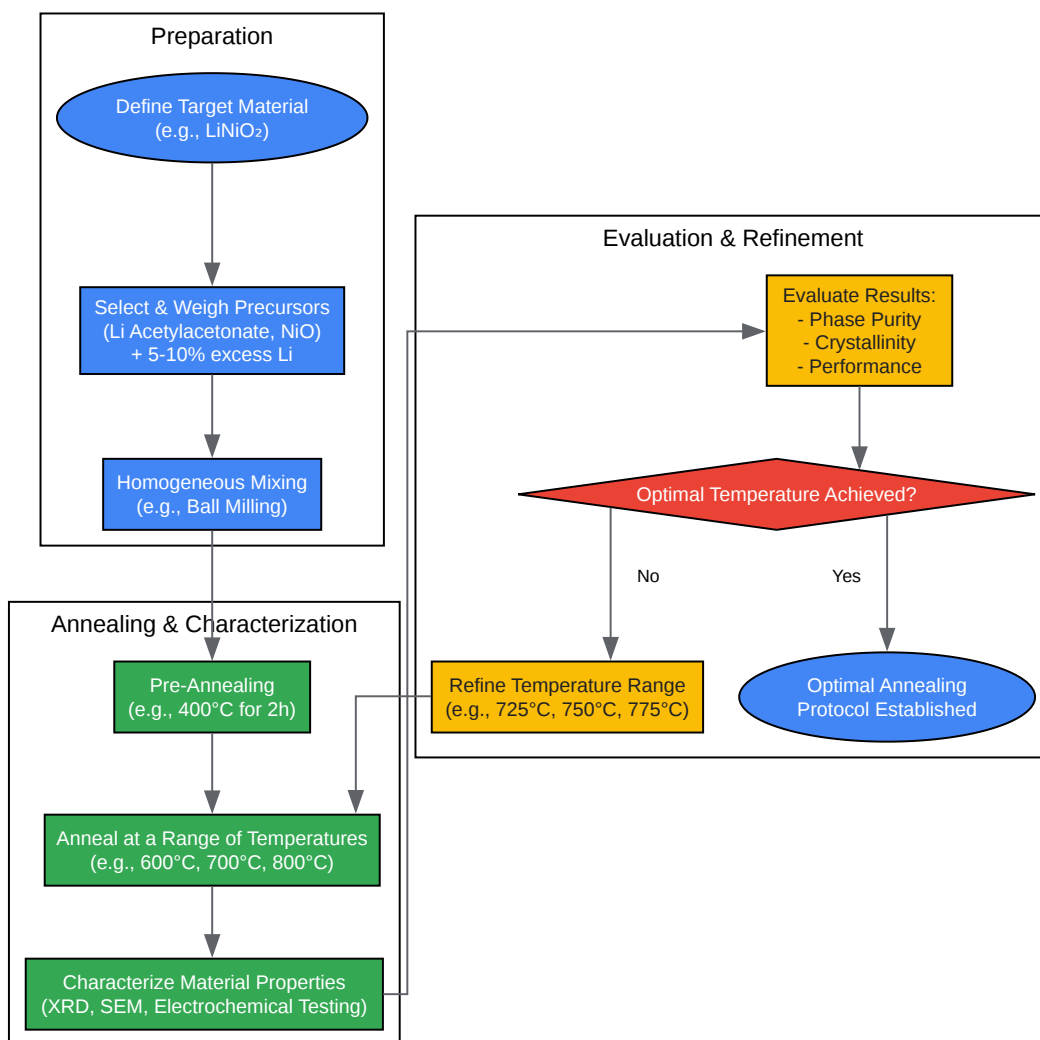 Preparation
Define Target Material
(e.g., LiNiO₂)
Select & Weigh Precursors
(Li Acetylacetonate, NiO)
+ 5-10% excess Li
Homogeneous Mixing
(e.g., Ball Milling)
Annealing & Characterization
Pre-Annealing
(e.g., 400°C for 2h)
Anneal at a Range of Temperatures
(e.g., 600°C, 700°C, 800°C)
Characterize Material Properties
(XRD, SEM, Electrochemical Testing)
Evaluation & Refinement
Evaluate Results:
- Phase Purity
- Crystallinity
- Performance
Optimal Temperature Achieved?
No
Yes
Refine Temperature Range
(e.g., 725°C, 750°C, 775°C)
Optimal Annealing
Protocol Established